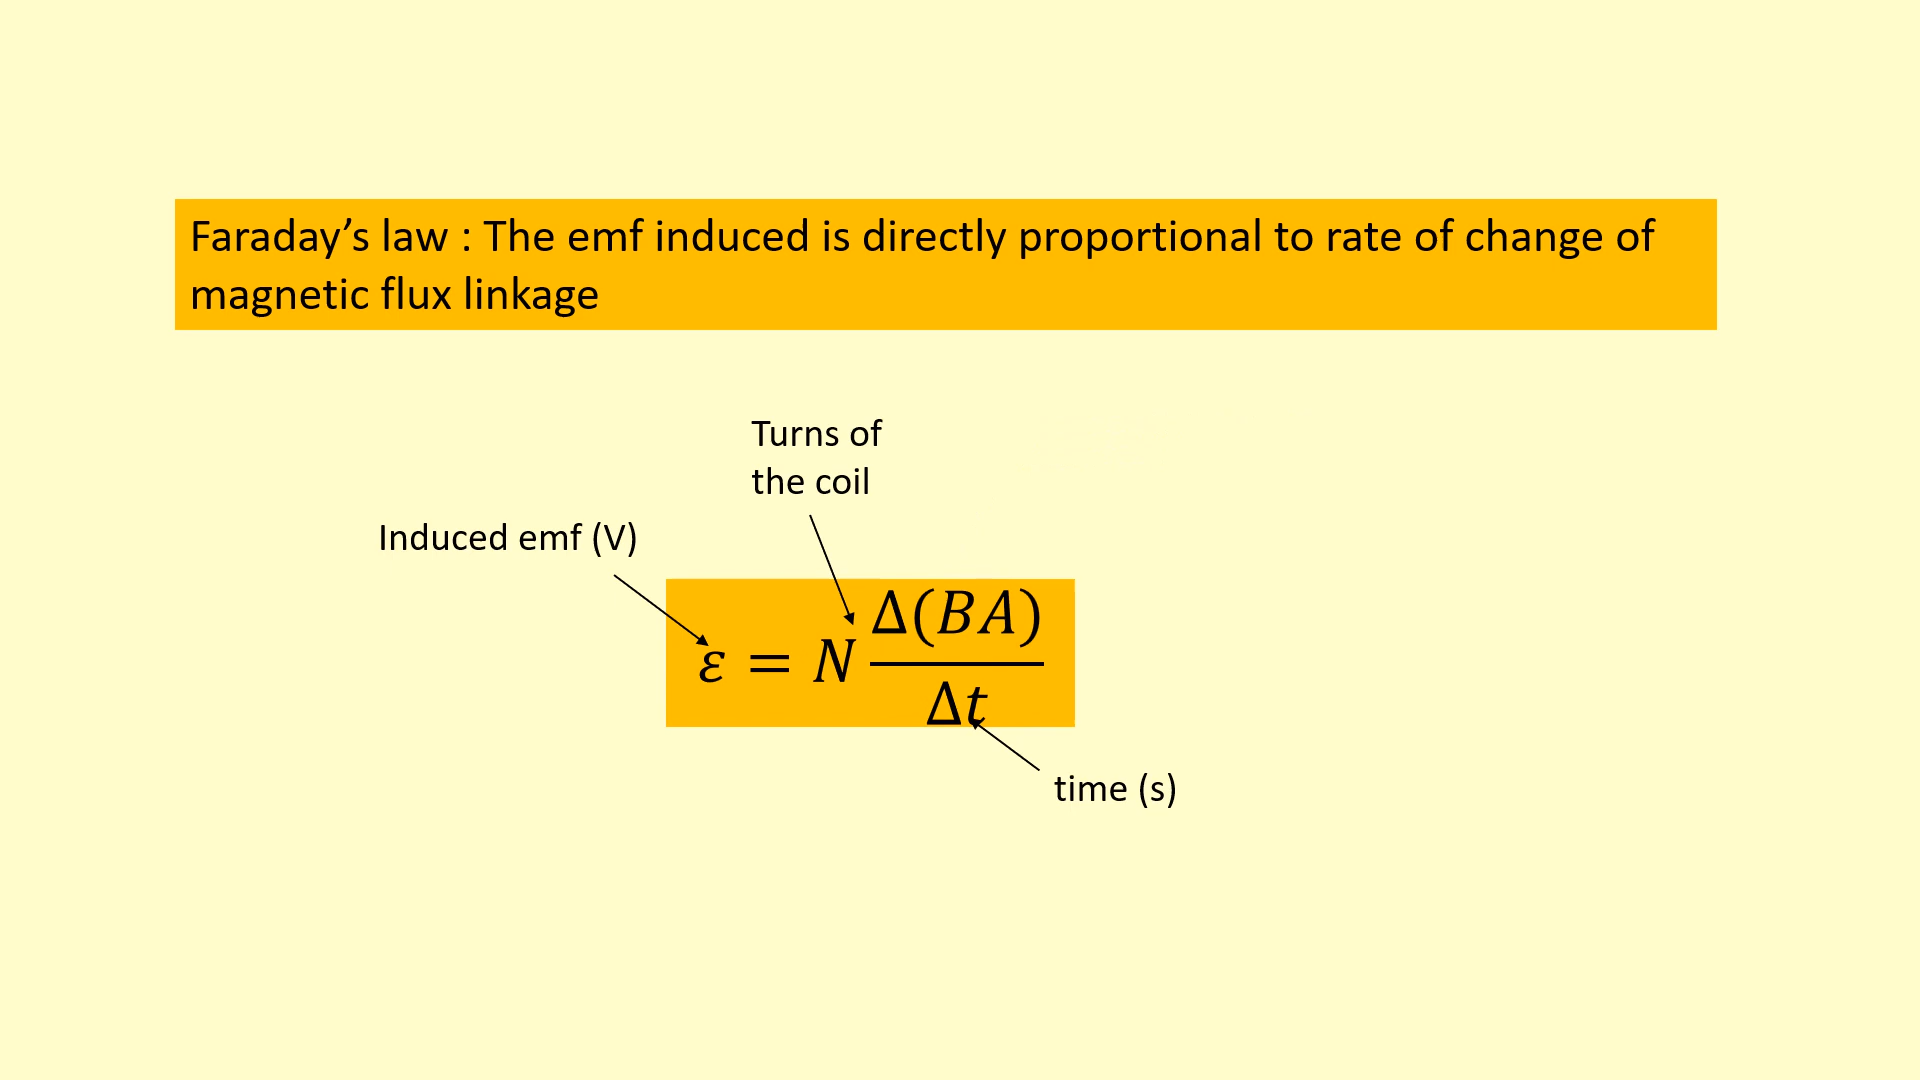 Faraday’s law : The emf induced is directly proportional to rate of change of
magnetic flux linkage
Turns of
the coil
Induced emf (V)
ε = N Δ(BA)/Δt
time (s)